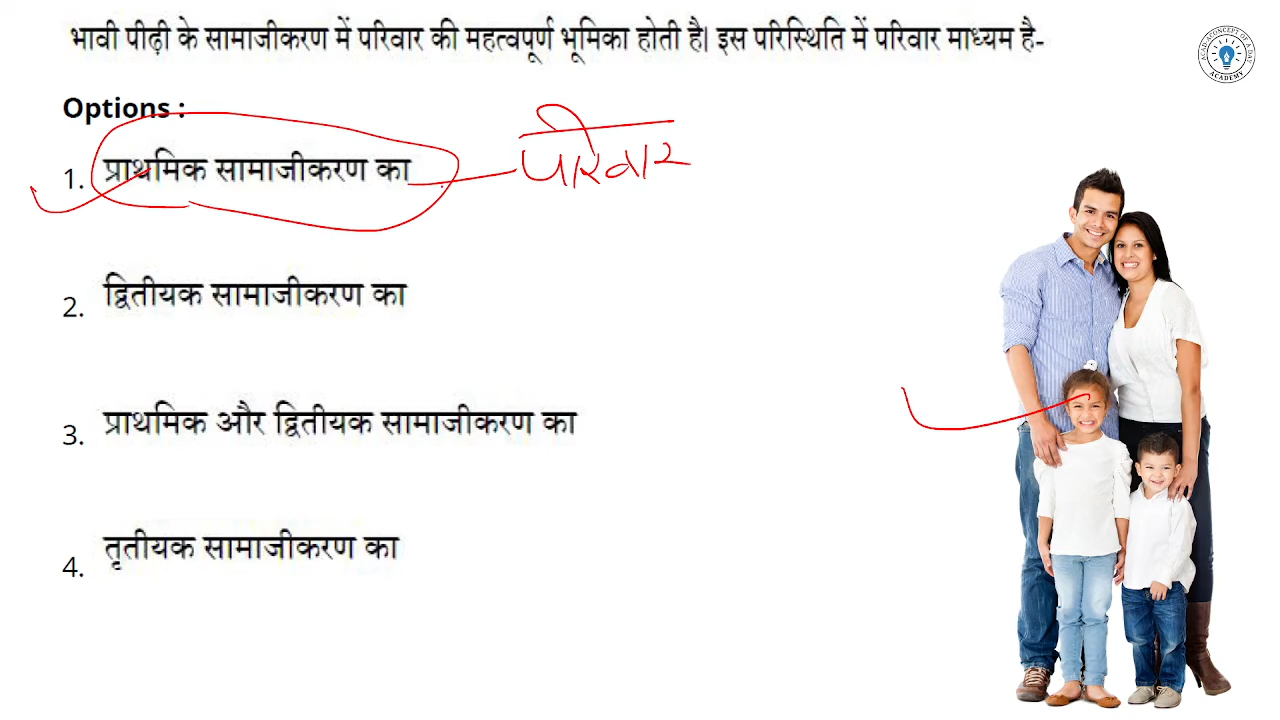 भावी पीढ़ी के सामाजीकरण में परिवार की महत्वपूर्ण भूमिका होती है। इस परिस्थिति में परिवार माध्यम है-
Options :
1. प्राथमिक सामाजीकरण का
परिवार
2. द्वितीयक सामाजीकरण का
3. प्राथमिक और द्वितीयक सामाजीकरण का
4. तृतीयक सामाजीकरण का
ACADEMY